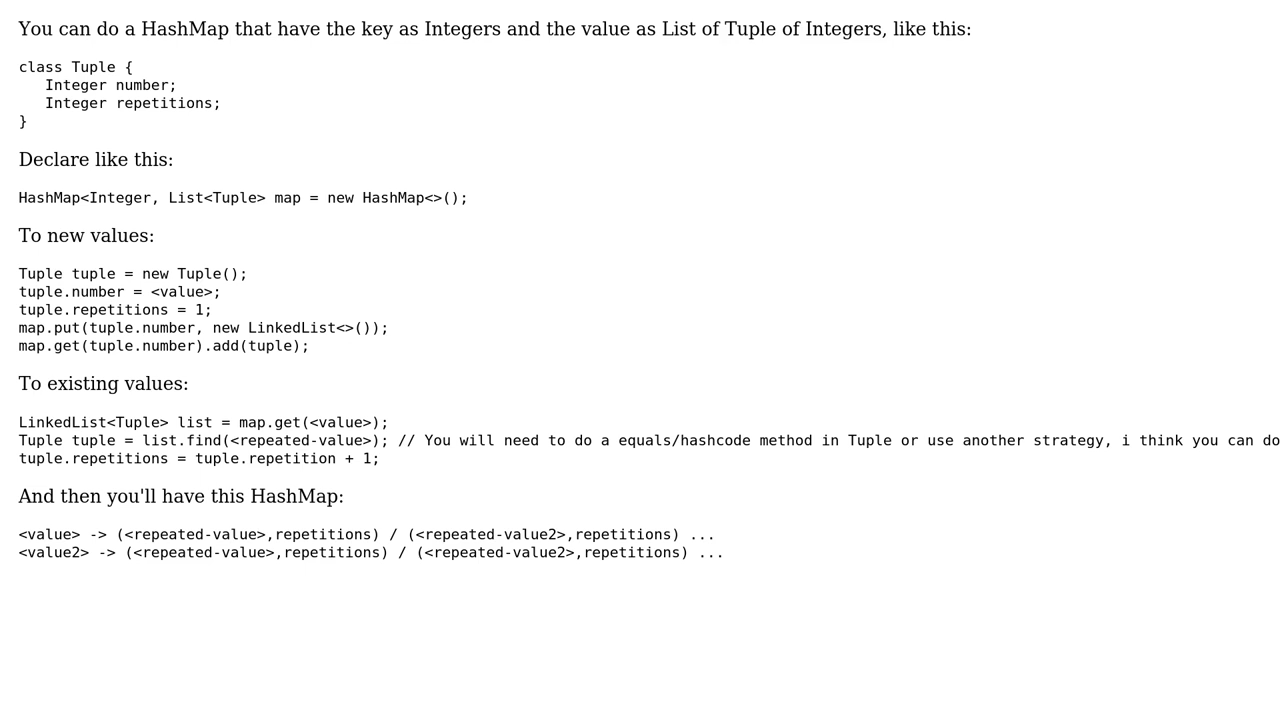 You can do a HashMap that have the key as Integers and the value as List of Tuple of Integers, like this:
class Tuple {
   Integer number;
   Integer repetitions;
}
Declare like this:
HashMap<Integer, List<Tuple> map = new HashMap<>();
To new values:
Tuple tuple = new Tuple();
tuple.number = <value>;
tuple.repetitions = 1;
map.put(tuple.number, new LinkedList<>());
map.get(tuple.number).add(tuple);
To existing values:
LinkedList<Tuple> list = map.get(<value>);
Tuple tuple = list.find(<repeated-value>); // You will need to do a equals/hashcode method in Tuple or use another strategy, i think you can do
tuple.repetitions = tuple.repetition + 1;
And then you'll have this HashMap:
<value> -> (<repeated-value>,repetitions) / (<repeated-value2>,repetitions) ...
<value2> -> (<repeated-value>,repetitions) / (<repeated-value2>,repetitions) ...